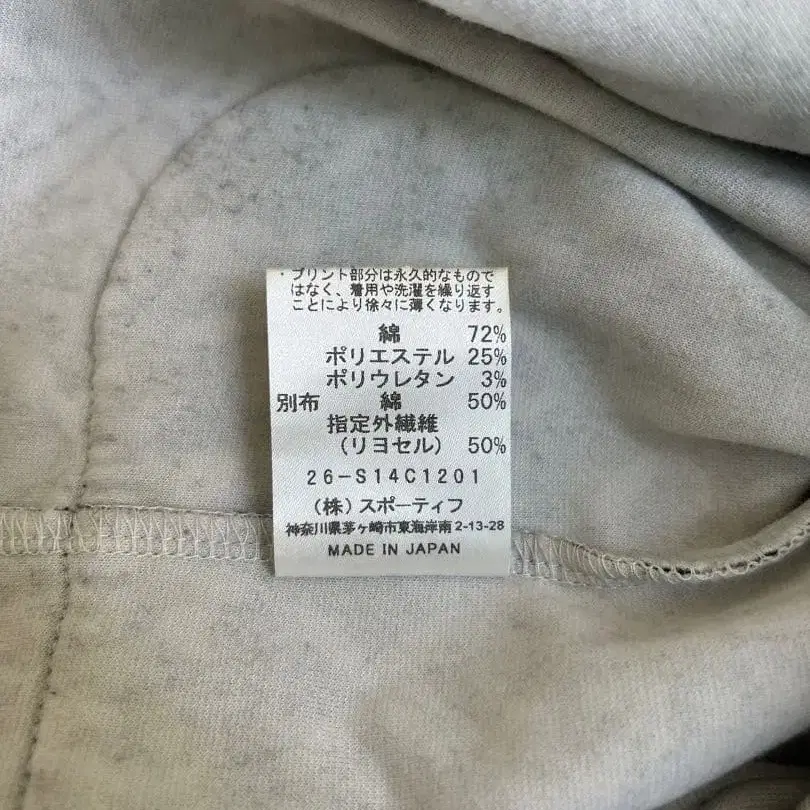 ・プリント部分は永久的なもので
はなく、着用や洗濯を繰り返す
ことにより徐々に薄くなります。
綿 72%
ポリエステル 25%
ポリウレタン 3%
別布 綿 50%
指定外繊維
(リヨセル) 50%
26-S14C1201
(株)スポーティフ
神奈川県茅ヶ崎市東海岸南2-13-28
MADE IN JAPAN